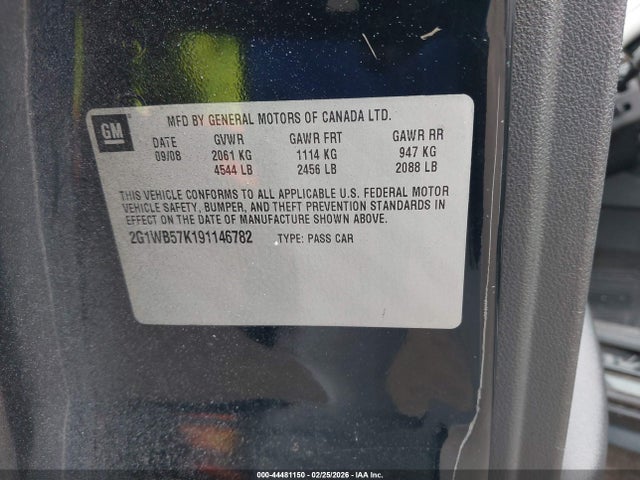 GM
MFD BY GENERAL MOTORS OF CANADA LTD.
DATE GVWR GAWR FRT GAWR RR
09/08 2061 KG 1114 KG 947 KG
4544 LB 2456 LB 2088 LB
THIS VEHICLE CONFORMS TO ALL APPLICABLE U.S. FEDERAL MOTOR
VEHICLE SAFETY, BUMPER, AND THEFT PREVENTION STANDARDS IN
EFFECT ON THE DATE OF MANUFACTURE SHOWN ABOVE.
2G1WB57K191146782 TYPE: PASS CAR
000-44481150 - 02/25/2026 - IAA Inc.